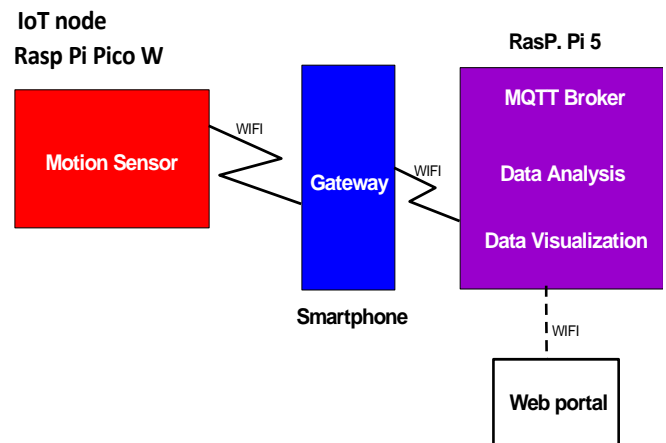 IoT node
Rasp Pi Pico W
RasP. Pi 5
MQTT Broker
WIFI
Motion Sensor
Gateway
WIFI
Data Analysis
Data Visualization
Smartphone
WIFI
Web portal